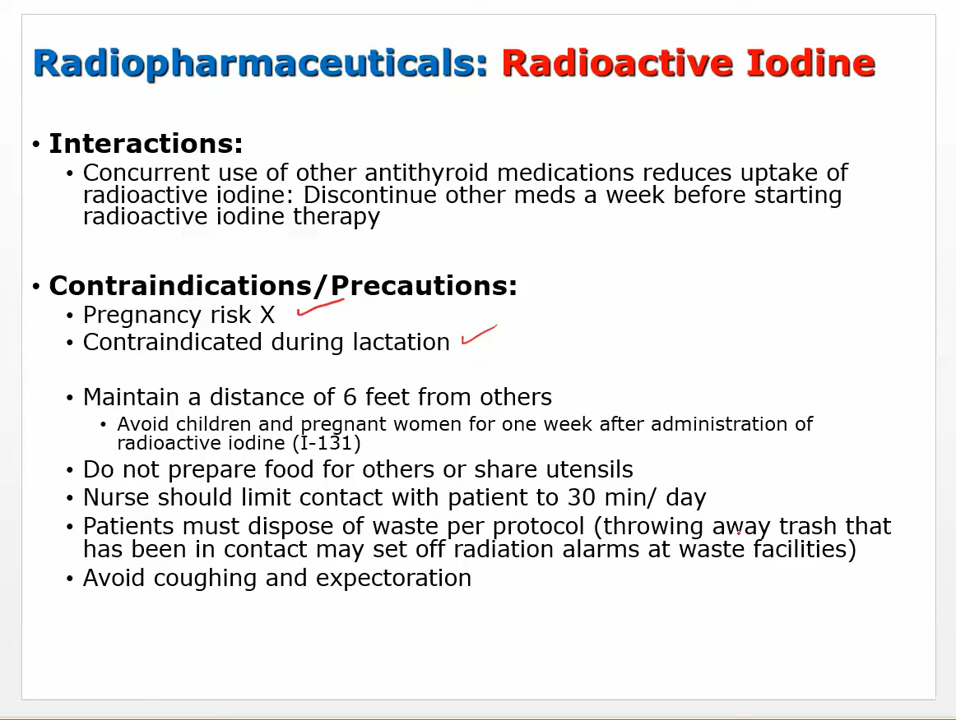 Radiopharmaceuticals: Radioactive Iodine
• Interactions:
• Concurrent use of other antithyroid medications reduces uptake of
radioactive iodine: Discontinue other meds a week before starting
radioactive iodine therapy
• Contraindications/Precautions:
• Pregnancy risk X
• Contraindicated during lactation
• Maintain a distance of 6 feet from others
• Avoid children and pregnant women for one week after administration of
radioactive iodine (I-131)
• Do not prepare food for others or share utensils
• Nurse should limit contact with patient to 30 min/ day
• Patients must dispose of waste per protocol (throwing away trash that
has been in contact may set off radiation alarms at waste facilities)
• Avoid coughing and expectoration